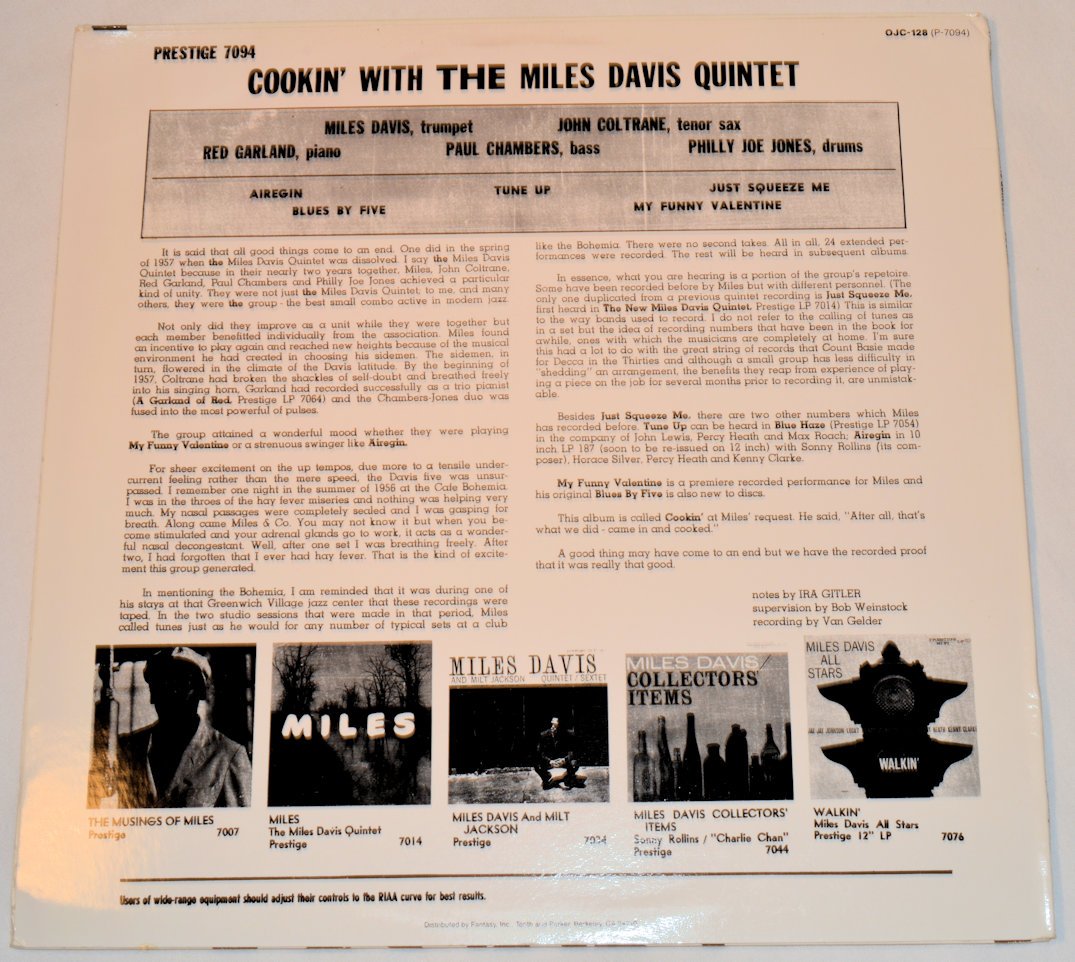 OJC-128 (P-7094)
PRESTIGE 7094
COOKIN' WITH THE MILES DAVIS QUINTET
MILES DAVIS, trumpet JOHN COLTRANE, tenor sax
RED GARLAND, piano PAUL CHAMBERS, bass PHILLY JOE JONES, drums
AIREGIN TUNE UP JUST SQUEEZE ME
BLUES BY FIVE MY FUNNY VALENTINE
It is said that all good things come to an end. One did in the spring
of 1957 when the Miles Davis Quintet was dissolved. I say the Miles Davis
Quintet because in their nearly two years together, Miles, John Coltrane,
Red Garland, Paul Chambers and Philly Joe Jones achieved a particular
kind of unity. They were not just the Miles Davis Quintet; to me, and many
others, they were the group - the best small combo active in modern jazz.
Not only did they improve as a unit while they were together but
each member benefitted individually from the association. Miles found
an incentive to play again and reached new heights because of the musical
environment he had created in choosing his sidemen. The sidemen, in
turn, flowered in the climate of the Davis latitude. By the beginning of
1957, Coltrane had broken the shackles of self-doubt and breathed freely
into his singing horn, Garland had recorded successfully as a trio pianist
(A Garland of Red, Prestige LP 7064) and the Chambers-Jones duo was
fused into the most powerful of pulses.
The group attained a wonderful mood whether they were playing
My Funny Valentine or a strenuous swinger like Airegin.
For sheer excitement on the up tempos, due more to a tensile under-
current feeling rather than the mere speed, the Davis five was unsur-
passed. I remember one night in the summer of 1956 at the Cafe Bohemia.
I was in the throes of the hay fever miseries and nothing was helping very
much. My nasal passages were completely sealed and I was gasping for
breath. Along came Miles & Co. You may not know it but when you be-
come stimulated and your adrenal glands go to work, it acts as a wonder-
ful nasal decongestant. Well, after one set I was breathing freely. After
two, I had forgotten that I ever had hay fever. That is the kind of excite-
ment this group generated.
In mentioning the Bohemia, I am reminded that it was during one of
his stays at that Greenwich Village jazz center that these recordings were
taped. In the two studio sessions that were made in that period, Miles
called tunes just as he would for any number of typical sets at a club
like the Bohemia. There were no second takes. All in all, 24 extended per-
formances were recorded. The rest will be heard in subsequent albums.
In essence, what you are hearing is a portion of the group's repetoire.
Some have been recorded before by Miles but with different personnel. (The
only one duplicated from a previous quintet recording is Just Squeeze Me,
first heard in The New Miles Davis Quintet, Prestige LP 7014) This is similar
to the way bands used to record. I do not refer to the calling of tunes as
in a set but the idea of recording numbers that have been in the book for
awhile, ones with which the musicians are completely at home. I'm sure
this had a lot to do with the great string of records that Count Basie made
for Decca in the Thirties and although a small group has less difficulty in
"shedding" an arrangement, the benefits they reap from experience of play-
ing a piece on the job for several months prior to recording it, are unmistak-
able.
Besides Just Squeeze Me, there are two other numbers which Miles
has recorded before. Tune Up can be heard in Blue Haze (Prestige LP 7054)
in the company of John Lewis, Percy Heath and Max Roach; Airegin in 10
inch LP 187 (soon to be re-issued on 12 inch) with Sonny Rollins (its com-
poser), Horace Silver, Percy Heath and Kenny Clarke.
My Funny Valentine is a premiere recorded performance for Miles and
his original Blues By Five is also new to discs.
This album is called Cookin' at Miles' request. He said, "After all, that's
what we did - came in and cooked."
A good thing may have come to an end but we have the recorded proof
that it was really that good.
notes by IRA GITLER
supervision by Bob Weinstock
recording by Van Gelder
MILES
MILES DAVIS
AND MILT JACKSON QUINTET / SEXTET
MILES DAVIS
COLLECTORS'
ITEMS
MILES DAVIS
ALL
STARS
WALKIN'
THE MUSINGS OF MILES
Prestige 7007
MILES
The Miles Davis Quintet
Prestige 7014
MILES DAVIS And MILT
JACKSON
Prestige
MILES DAVIS COLLECTORS'
ITEMS
Sonny Rollins / "Charlie Chan"
Prestige 7044
WALKIN'
Miles Davis All Stars
Prestige 12" LP 7076
Users of wide-range equipment should adjust their controls to the RIAA curve for best results.
Distributed by Fantasy, Inc. Tenth and Parker, Berkeley, CA